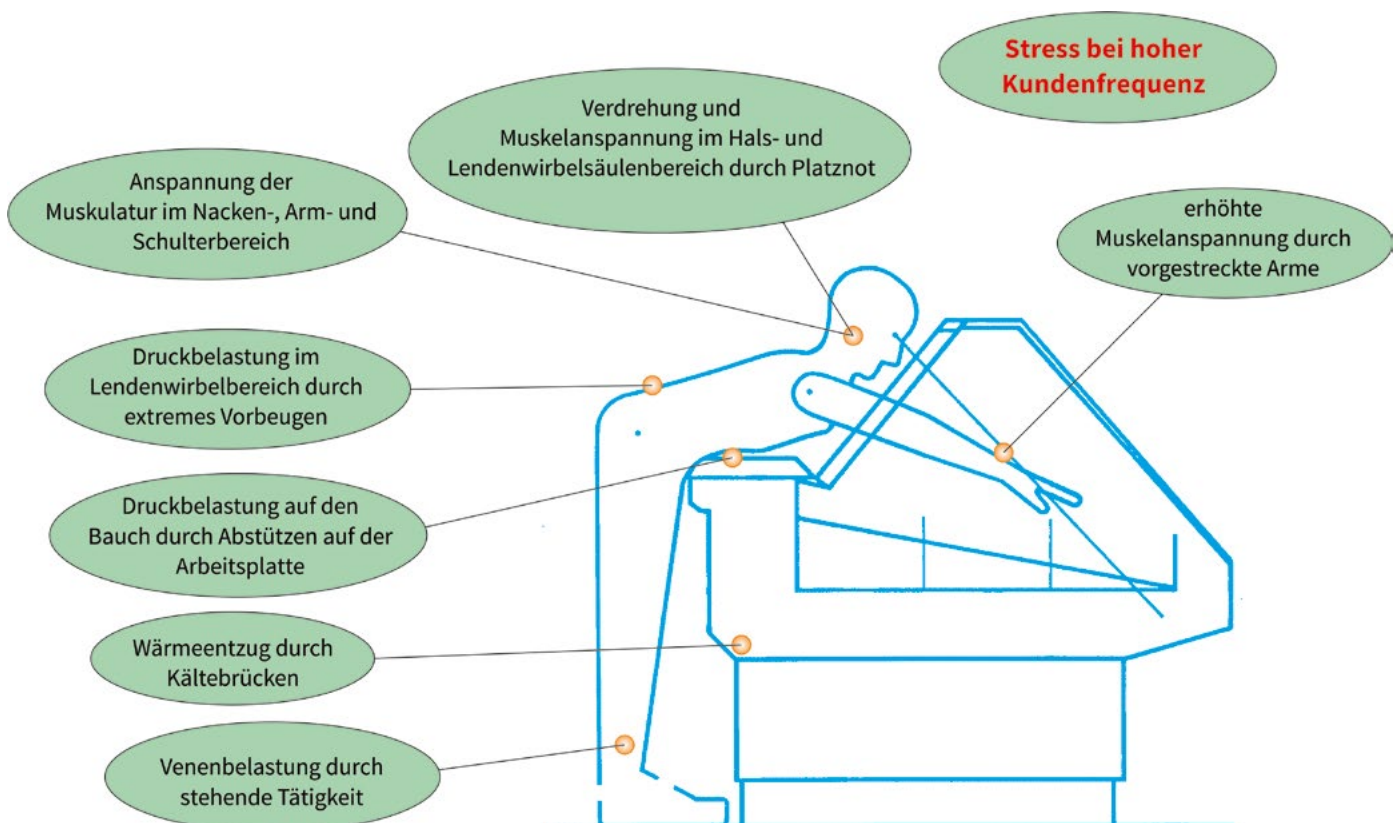 Stress bei hoher
Kundenfrequenz
Verdrehung und
Muskelanspannung im Hals- und
Lendenwirbelsäulenbereich durch Platznot
Anspannung der
Muskulatur im Nacken-, Arm- und
Schulterbereich
erhöhte
Muskelanspannung durch
vorgestreckte Arme
Druckbelastung im
Lendenwirbelbereich durch
extremes Vorbeugen
Druckbelastung auf den
Bauch durch Abstützen auf der
Arbeitsplatte
Wärmeentzug durch
Kältebrücken
Venenbelastung durch
stehende Tätigkeit